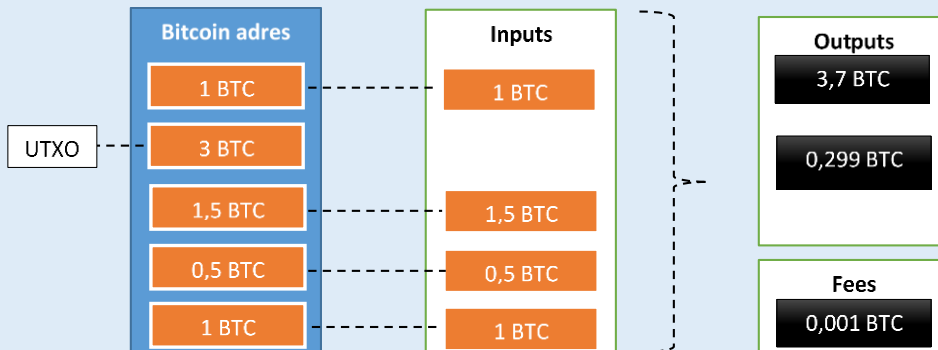 Bitcoin adres
1 BTC
UTXO
3 BTC
1,5 BTC
0,5 BTC
1 BTC
Inputs
1 BTC
1,5 BTC
0,5 BTC
1 BTC
Outputs
3,7 BTC
0,299 BTC
Fees
0,001 BTC